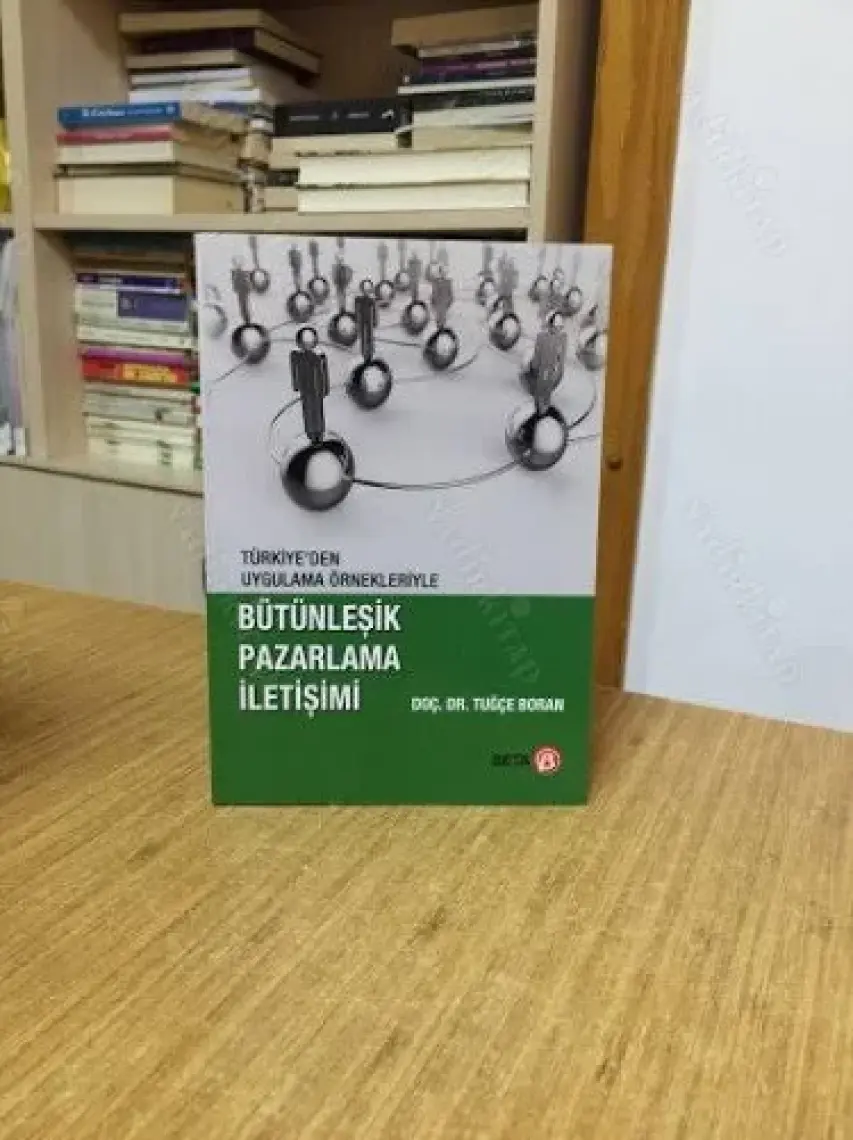 TÜRKİYE'DEN
UYGULAMA ÖRNEKLERİYLE
BÜTÜNLEŞİK
PAZARLAMA
İLETİŞİMİ
DOÇ. DR. TUĞÇE BORAN
BETA